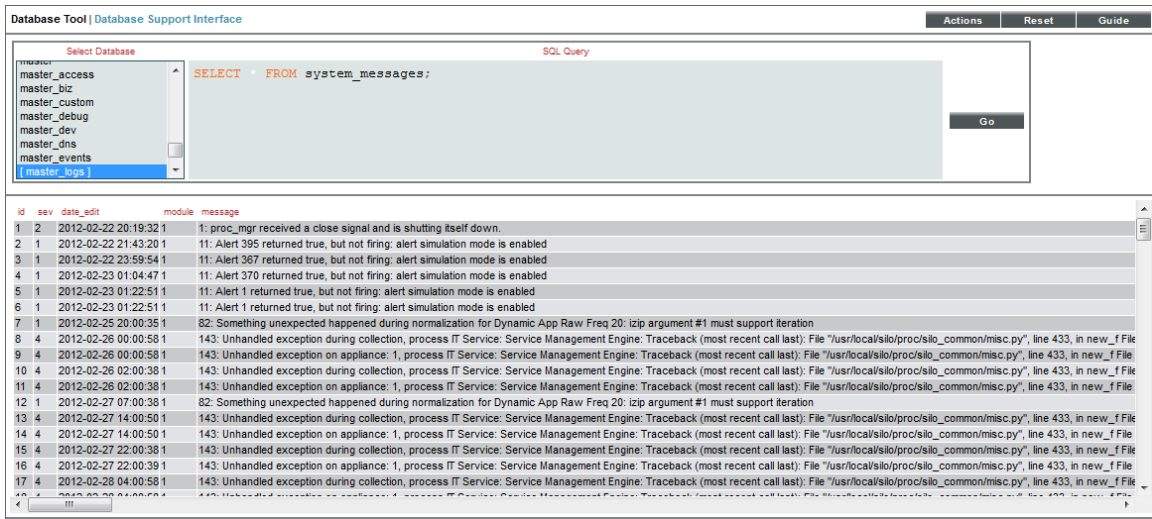 Database Tool | Database Support Interface Actions Reset Guide
Select Database SQL Query
master
master_access
master_biz
master_custom
master_debug
master_dev
master_dns
master_events
[ master_logs ]
SELECT * FROM system_messages;
Go
id sev date_edit module message
1 2 2012-02-22 20:19:32 1 1: proc_mgr received a close signal and is shutting itself down.
2 1 2012-02-22 21:43:20 1 11: Alert 395 returned true, but not firing: alert simulation mode is enabled
3 1 2012-02-22 23:59:54 1 11: Alert 367 returned true, but not firing: alert simulation mode is enabled
4 1 2012-02-23 01:04:47 1 11: Alert 370 returned true, but not firing: alert simulation mode is enabled
5 1 2012-02-23 01:22:51 1 11: Alert 1 returned true, but not firing: alert simulation mode is enabled
6 1 2012-02-23 01:22:51 1 11: Alert 1 returned true, but not firing: alert simulation mode is enabled
7 1 2012-02-25 20:00:35 1 82: Something unexpected happened during normalization for Dynamic App Raw Freq 20: izip argument #1 must support iteration
8 4 2012-02-26 00:00:58 1 143: Unhandled exception during collection, process IT Service: Service Management Engine: Traceback (most recent call last): File "/usr/local/silo/proc/silo_common/misc.py", line 433, in new_f File
9 4 2012-02-26 00:00:58 1 143: Unhandled exception on appliance: 1, process IT Service: Service Management Engine: Traceback (most recent call last): File "/usr/local/silo/proc/silo_common/misc.py", line 433, in new_f File
10 4 2012-02-26 02:00:38 1 143: Unhandled exception during collection, process IT Service: Service Management Engine: Traceback (most recent call last): File "/usr/local/silo/proc/silo_common/misc.py", line 433, in new_f File
11 4 2012-02-26 02:00:38 1 143: Unhandled exception on appliance: 1, process IT Service: Service Management Engine: Traceback (most recent call last): File "/usr/local/silo/proc/silo_common/misc.py", line 433, in new_f File
12 1 2012-02-27 07:00:38 1 82: Something unexpected happened during normalization for Dynamic App Raw Freq 20: izip argument #1 must support iteration
13 4 2012-02-27 14:00:50 1 143: Unhandled exception during collection, process IT Service: Service Management Engine: Traceback (most recent call last): File "/usr/local/silo/proc/silo_common/misc.py", line 433, in new_f File
14 4 2012-02-27 14:00:50 1 143: Unhandled exception on appliance: 1, process IT Service: Service Management Engine: Traceback (most recent call last): File "/usr/local/silo/proc/silo_common/misc.py", line 433, in new_f File
15 4 2012-02-27 22:00:38 1 143: Unhandled exception during collection, process IT Service: Service Management Engine: Traceback (most recent call last): File "/usr/local/silo/proc/silo_common/misc.py", line 433, in new_f File
16 4 2012-02-27 22:00:39 1 143: Unhandled exception on appliance: 1, process IT Service: Service Management Engine: Traceback (most recent call last): File "/usr/local/silo/proc/silo_common/misc.py", line 433, in new_f File
17 4 2012-02-28 04:00:58 1 143: Unhandled exception during collection, process IT Service: Service Management Engine: Traceback (most recent call last): File "/usr/local/silo/proc/silo_common/misc.py", line 433, in new_f File